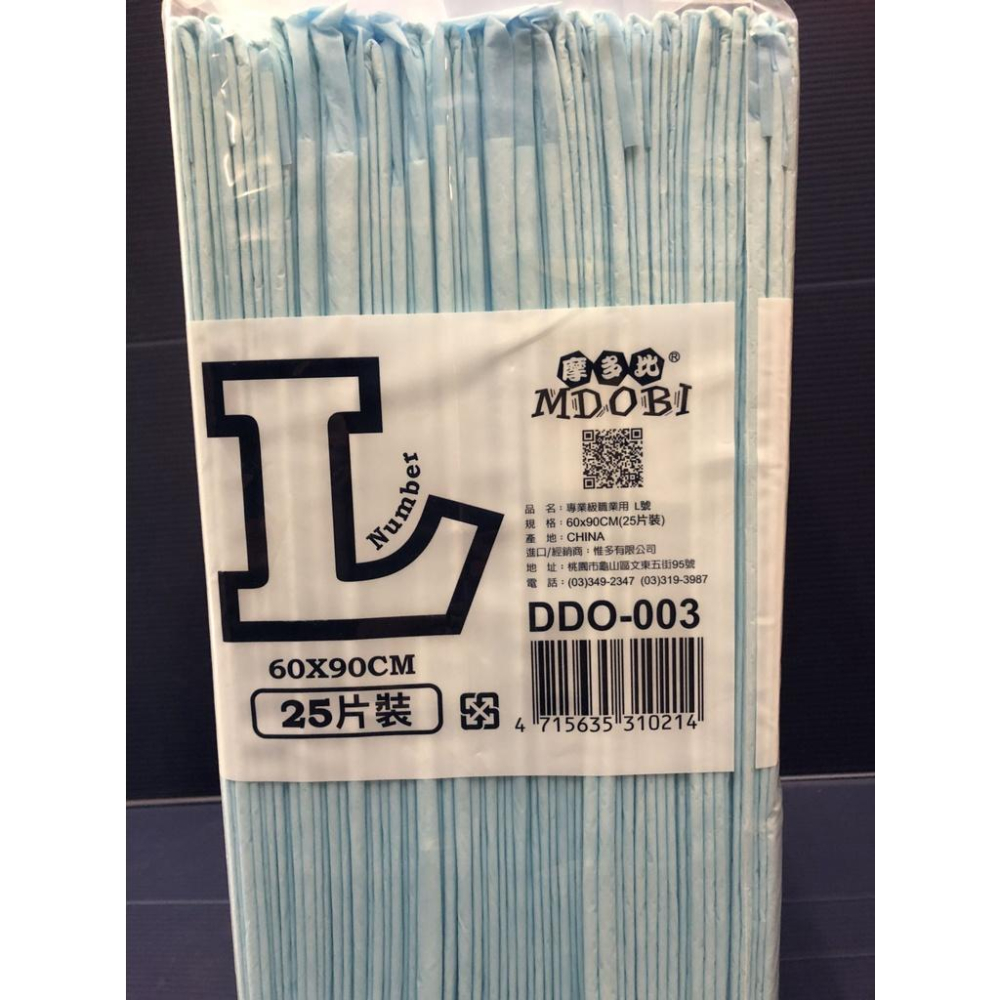 L
Number
60X90CM
25片裝
摩多比®
MDOBI
品　名：專業級職業用 L號
規　格：60x90CM(25片裝)
產　地：CHINA
進口/經銷商：惟多有限公司
地　址：桃園市龜山區文東五街95號
電　話：(03)349-2347 (03)319-3987
DDO-003
4 715635 310214